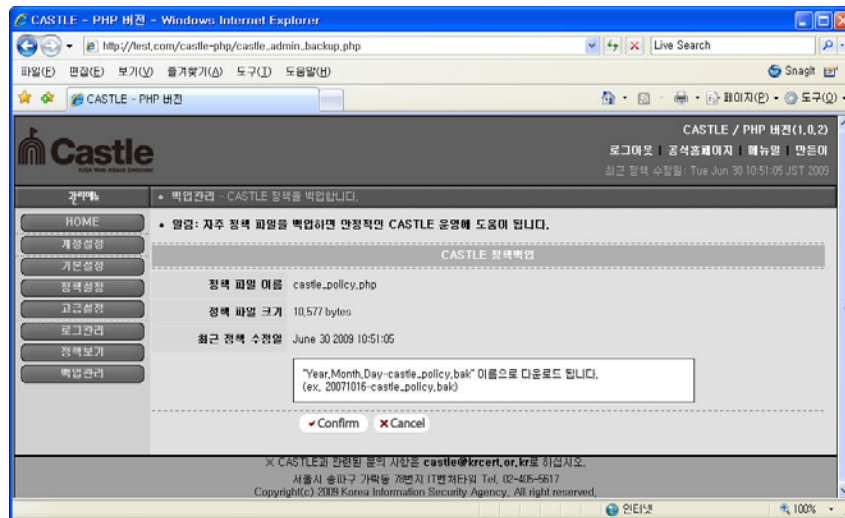 CASTLE - PHP 버전 - Windows Internet Explorer
http://test.com/castle-php/castle_admin_backup.php
Live Search
파일(F) 편집(E) 보기(V) 즐겨찾기(A) 도구(T) 도움말(H)
SnagIt
CASTLE - PHP 버전
페이지(P) 도구(O)
Castle
KISA Web Attack Defender
CASTLE / PHP 버전(1.0.2)
로그아웃 | 공식홈페이지 | 메뉴얼 | 만든이
최근 정책 수정일: Tue Jun 30 10:51:05 JST 2009
관리메뉴
백업관리 - CASTLE 정책을 백업합니다.
HOME
계정설정
기본설정
정책설정
고급설정
로그관리
정책보기
백업관리
알림: 자주 정책 파일을 백업하면 안정적인 CASTLE 운영에 도움이 됩니다.
CASTLE 정책백업
정책 파일 이름 castle_policy.php
정책 파일 크기 10,577 bytes
최근 정책 수정일 June 30 2009 10:51:05
"Year,Month,Day-castle_policy.bak" 이름으로 다운로드 됩니다.
(ex. 20071016-castle_policy.bak)
Confirm Cancel
※ CASTLE과 관련된 문의 사항은 castle@krcert.or.kr로 하십시오.
서울시 송파구 가락동 78번지 IT벤처타워 Tel. 02-405-5617
Copyright(c) 2009 Korea Information Security Agency, All right reserved.
인터넷 100%